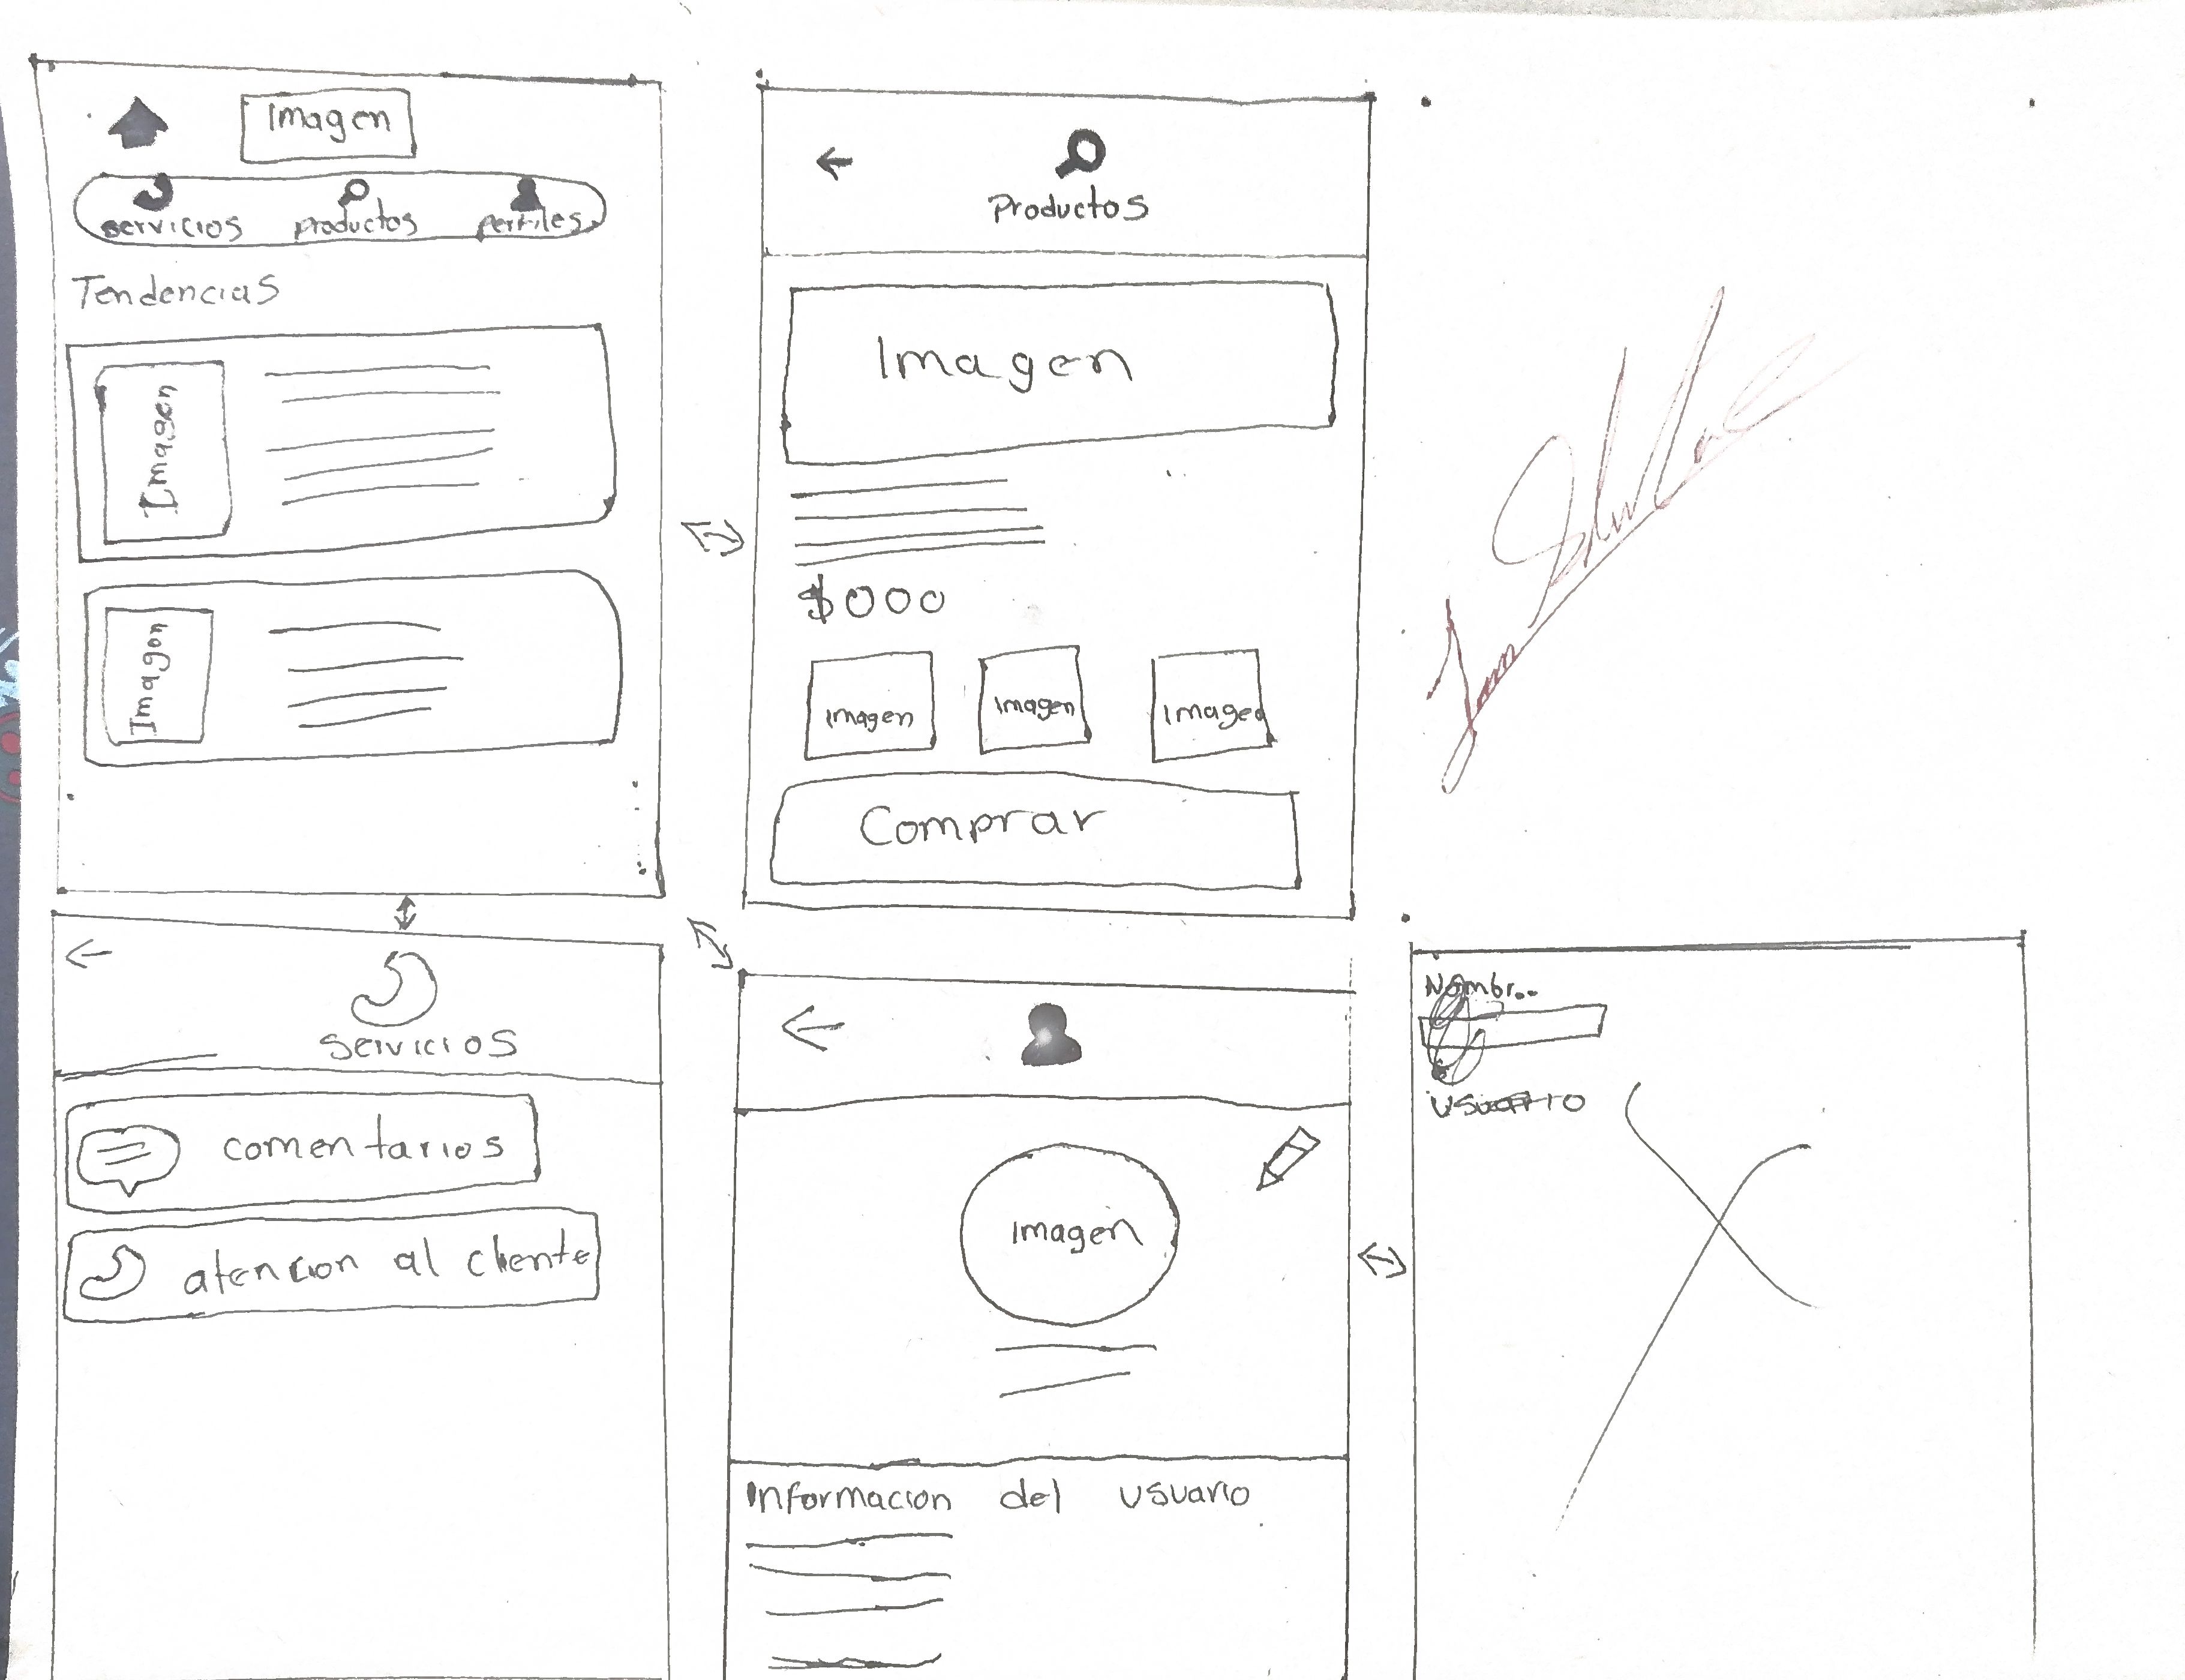 Imagen
servicios productos perfiles
Tendencias
Imagen
Imagen
Productos
Imagen
$000
Imagen Imagen Imagen
Comprar
servicios
comentarios
atencion al cliente
Imagen
Informacion del usuario
Nombr..
usuario